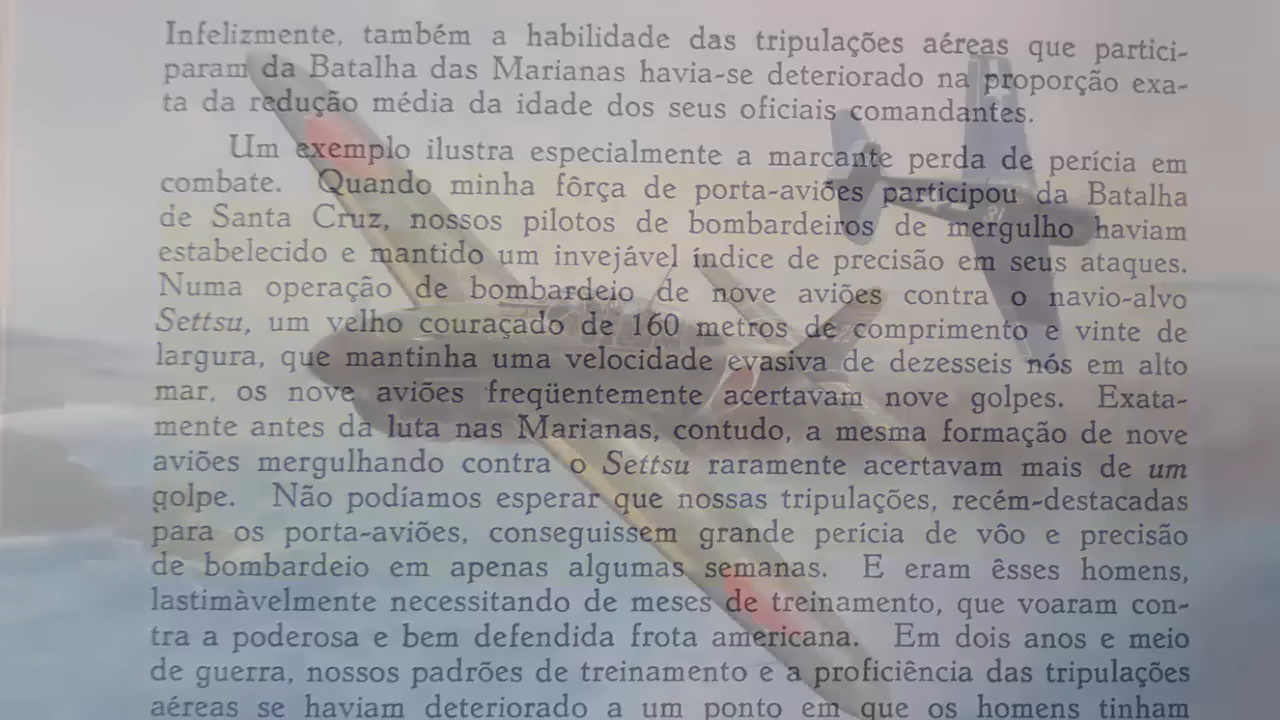 Infelizmente, também a habilidade das tripulações aéreas que partici-
param da Batalha das Marianas havia-se deteriorado na proporção exa-
ta da redução média da idade dos seus oficiais comandantes.
Um exemplo ilustra especialmente a marcante perda de perícia em
combate. Quando minha fôrça de porta-aviões participou da Batalha
de Santa Cruz, nossos pilotos de bombardeiros de mergulho haviam
estabelecido e mantido um invejável índice de precisão em seus ataques.
Numa operação de bombardeio de nove aviões contra o navio-alvo
Settsu, um velho couraçado de 160 metros de comprimento e vinte de
largura, que mantinha uma velocidade evasiva de dezesseis nós em alto
mar, os nove aviões freqüentemente acertavam nove golpes. Exata-
mente antes da luta nas Marianas, contudo, a mesma formação de nove
aviões mergulhando contra o Settsu raramente acertavam mais de um
golpe. Não podíamos esperar que nossas tripulações, recém-destacadas
para os porta-aviões, conseguissem grande perícia de vôo e precisão
de bombardeio em apenas algumas semanas. E eram êsses homens,
lastimàvelmente necessitando de meses de treinamento, que voaram con-
tra a poderosa e bem defendida frota americana. Em dois anos e meio
de guerra, nossos padrões de treinamento e a proficiência das tripulações
aéreas se haviam deteriorado a um ponto em que os homens tinham